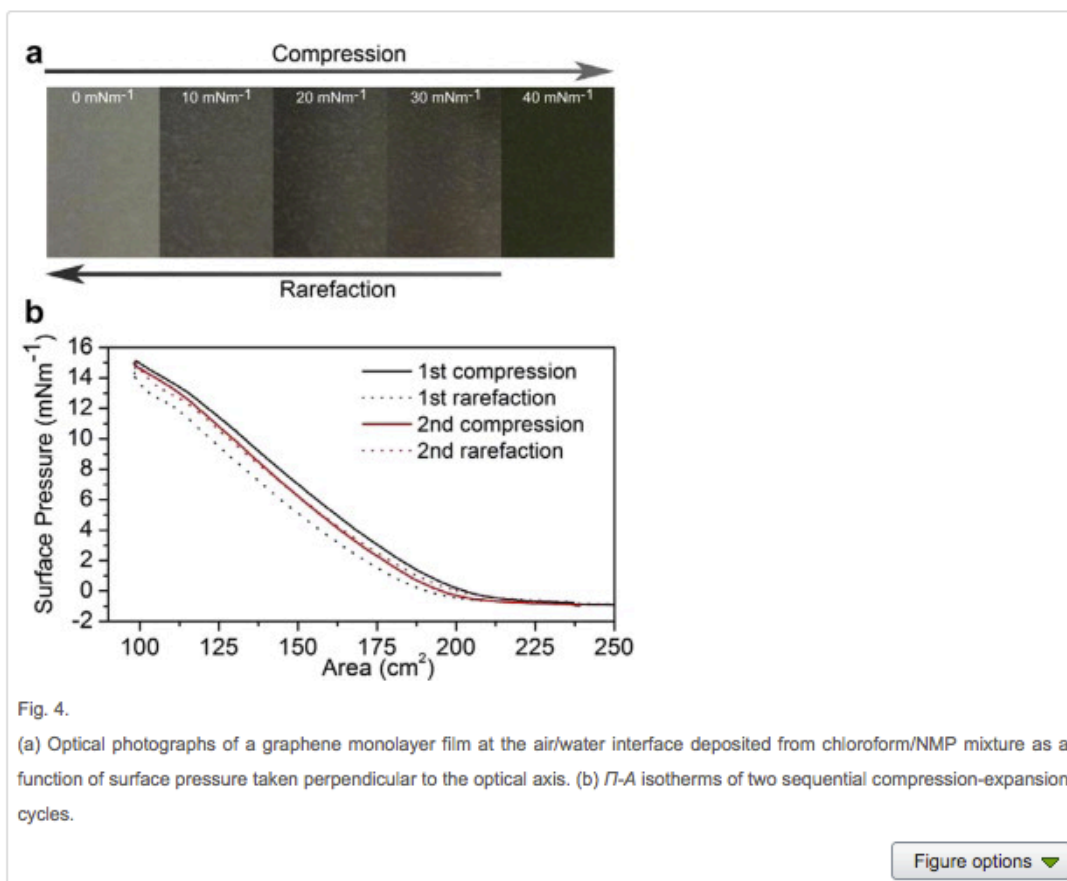 a
Compression
0 mNm⁻¹ 10 mNm⁻¹ 20 mNm⁻¹ 30 mNm⁻¹ 40 mNm⁻¹
Rarefaction
b
Surface Pressure (mNm⁻¹)
16
14
12
10
8
6
4
2
0
-2
1st compression
1st rarefaction
2nd compression
2nd rarefaction
100 125 150 175 200 225 250
Area (cm²)
Fig. 4.
(a) Optical photographs of a graphene monolayer film at the air/water interface deposited from chloroform/NMP mixture as a
function of surface pressure taken perpendicular to the optical axis. (b) Π-A isotherms of two sequential compression-expansion
cycles.
Figure options